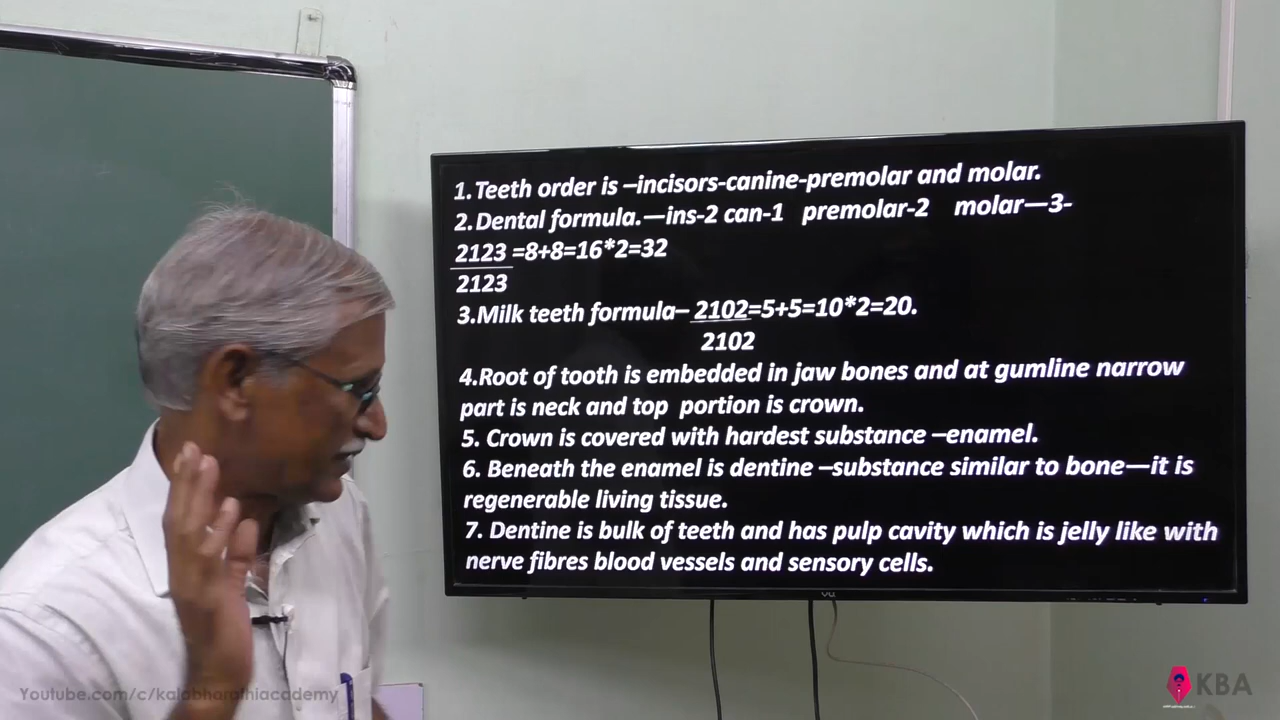 1. Teeth order is –incisors-canine-premolar and molar.
2. Dental formula.—ins-2 can-1 premolar-2 molar—3-
2123 =8+8=16*2=32
2123
3.Milk teeth formula– 2102=5+5=10*2=20.
2102
4.Root of tooth is embedded in jaw bones and at gumline narrow
part is neck and top portion is crown.
5. Crown is covered with hardest substance –enamel.
6. Beneath the enamel is dentine –substance similar to bone—it is
regenerable living tissue.
7. Dentine is bulk of teeth and has pulp cavity which is jelly like with
nerve fibres blood vessels and sensory cells.
Youtube.com/c/kalabharathiacademy
KBA